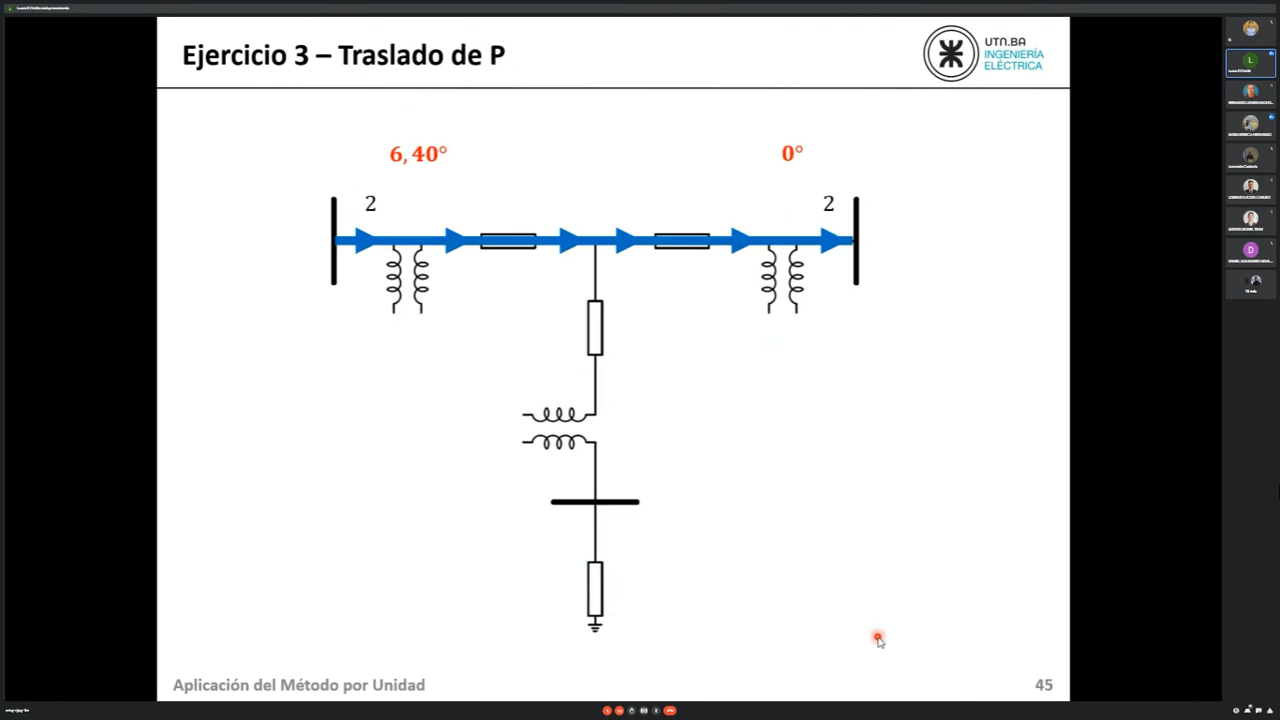 Ejercicio 3 – Traslado de P
UTN.BA
INGENIERÍA
ELÉCTRICA
6,40°
0°
2
2
L
D
Aplicación del Método por Unidad
45